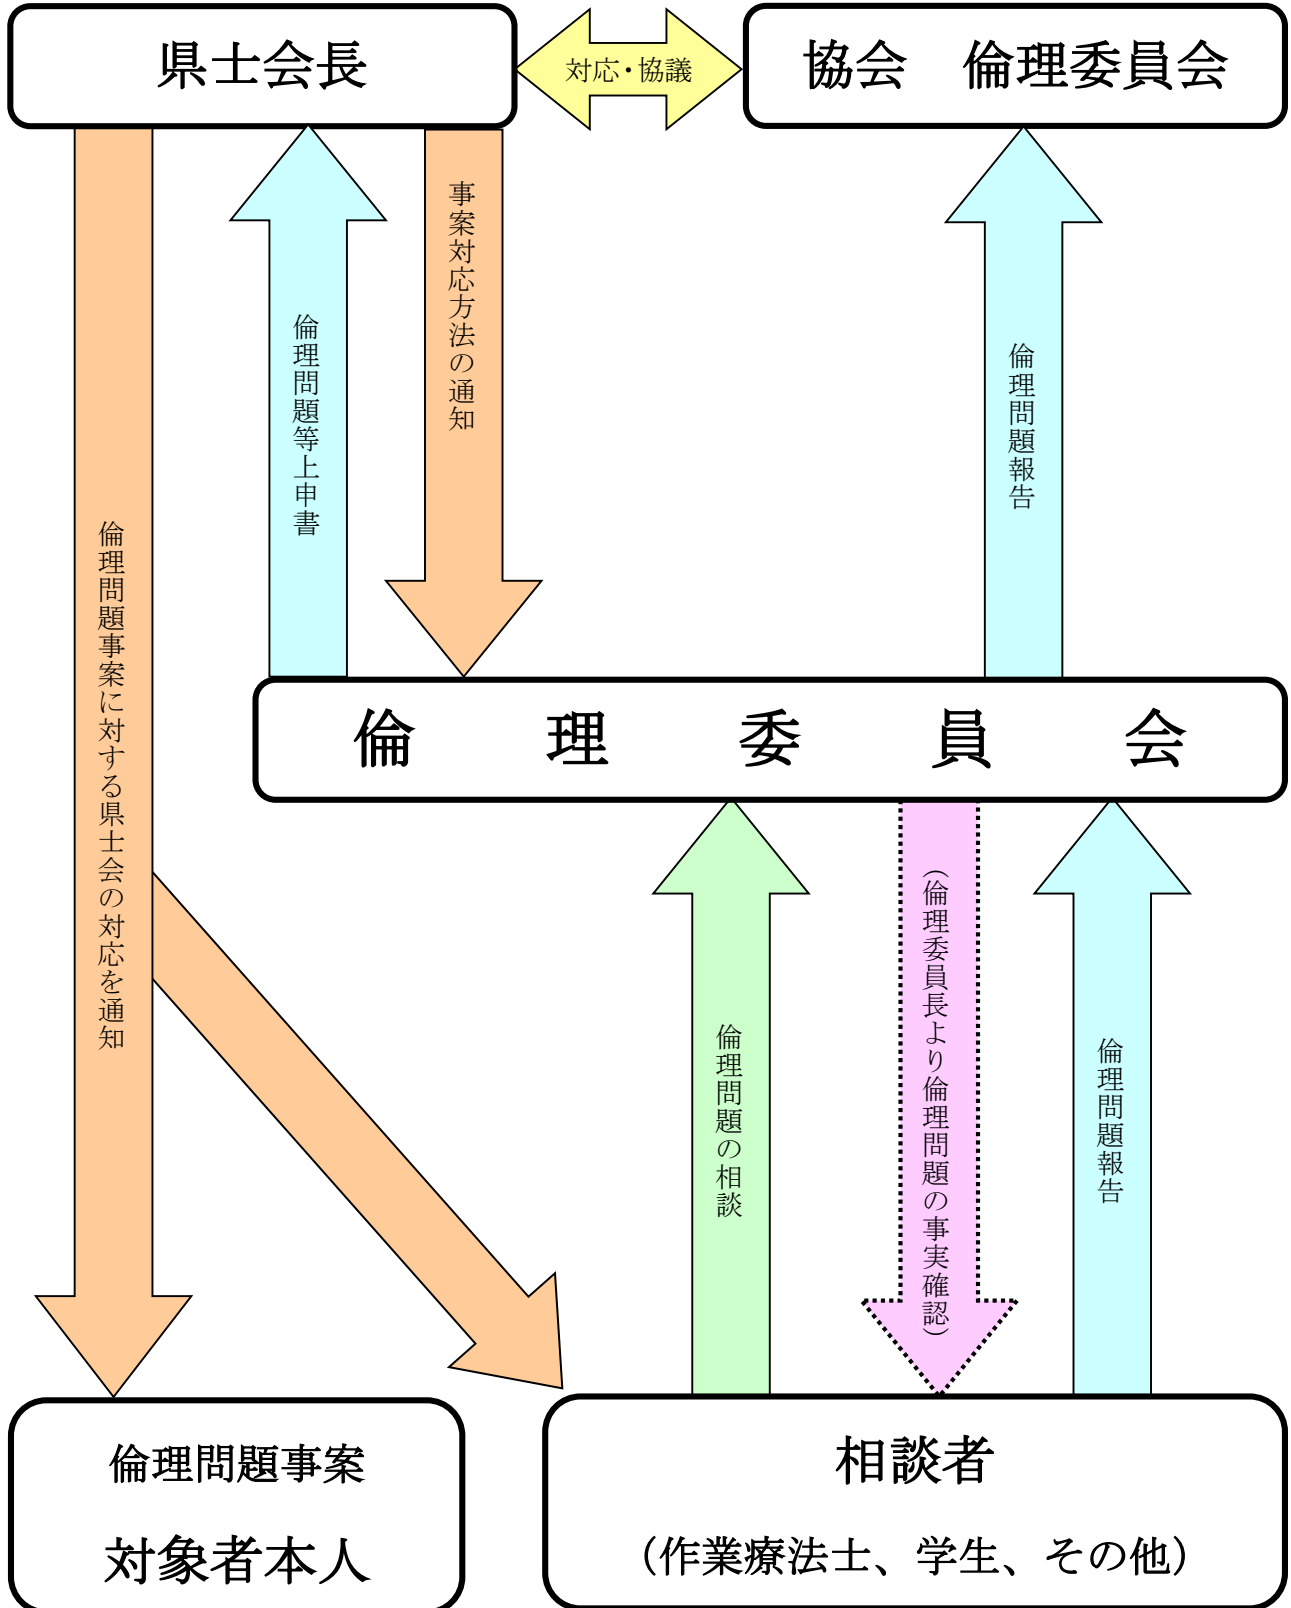 県士会長
対応・協議
協会　倫理委員会
倫理問題事案に対する県士会の対応を通知
倫理問題等上申書
事案対応方法の通知
倫理問題報告
倫理委員会
倫理問題の相談
（倫理委員長より倫理問題の事実確認）
倫理問題報告
倫理問題事案
対象者本人
相談者
（作業療法士、学生、その他）